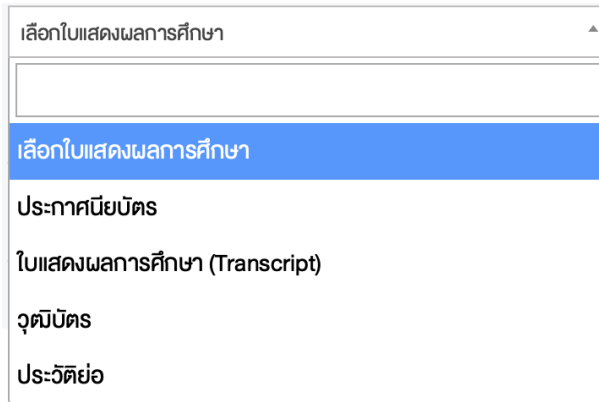 เลือกใบแสดงผลการศึกษา
เลือกใบแสดงผลการศึกษา
ประกาศนียบัตร
ใบแสดงผลการศึกษา (Transcript)
วุฒิบัตร
ประวัติย่อ